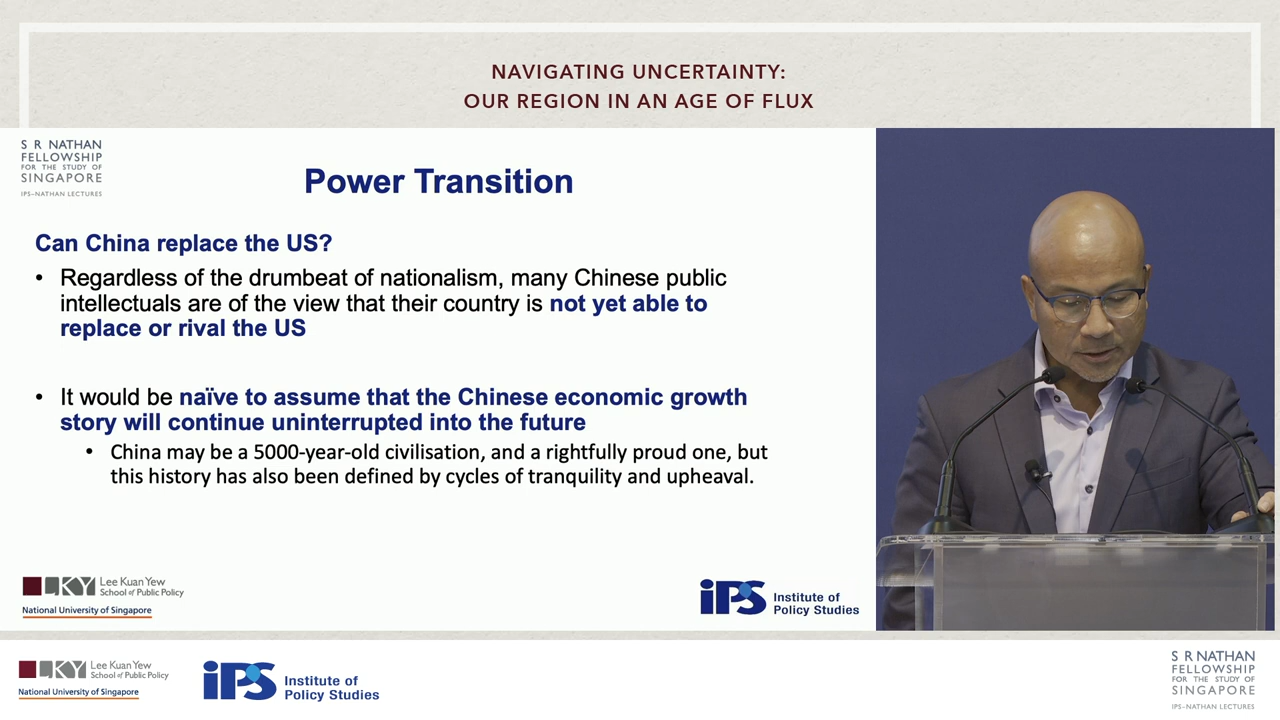 NAVIGATING UNCERTAINTY:
OUR REGION IN AN AGE OF FLUX
S R NATHAN
FELLOWSHIP
FOR THE STUDY OF
SINGAPORE
IPS–NATHAN LECTURES
Power Transition
Can China replace the US?
• Regardless of the drumbeat of nationalism, many Chinese public
intellectuals are of the view that their country is not yet able to
replace or rival the US
• It would be naïve to assume that the Chinese economic growth
story will continue uninterrupted into the future
• China may be a 5000-year-old civilisation, and a rightfully proud one, but
this history has also been defined by cycles of tranquility and upheaval.
LKY Lee Kuan Yew
School of Public Policy
National University of Singapore
iPS Institute of
Policy Studies
LKY Lee Kuan Yew
School of Public Policy
National University of Singapore
iPS Institute of
Policy Studies
S R NATHAN
FELLOWSHIP
FOR THE STUDY OF
SINGAPORE
IPS–NATHAN LECTURES